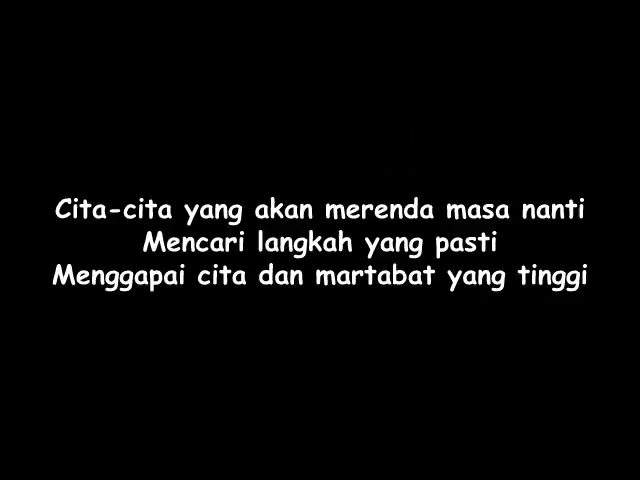 Cita-cita yang akan merenda masa nanti
Mencari langkah yang pasti
Menggapai cita dan martabat yang tinggi